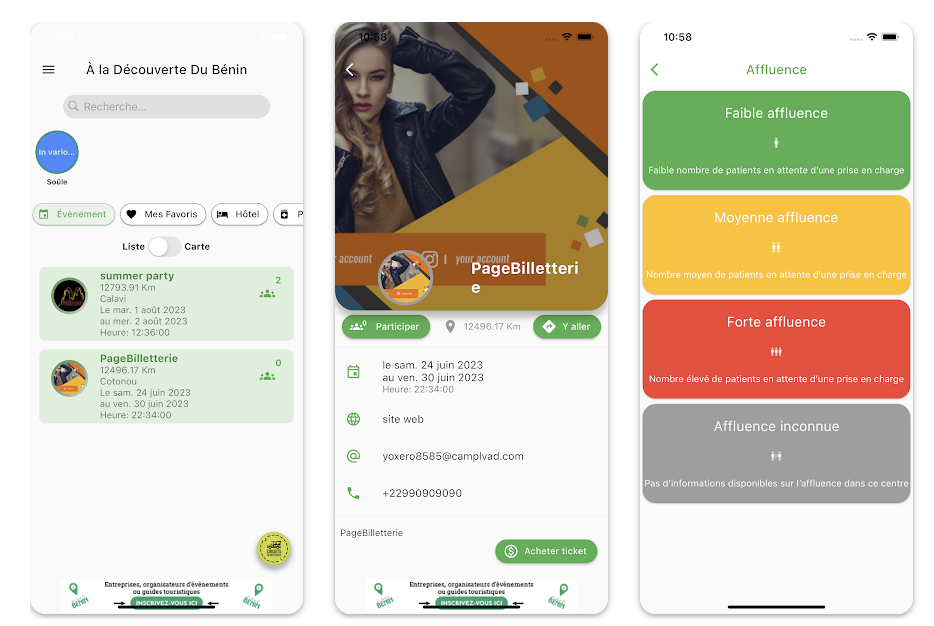 À la Découverte Du Bénin
Recherche...
In vario...
Soûle
Évènement
Mes Favoris
Hôtel
P
Liste
Carte
summer party
12793.91 Km
Calavi
Le mar. 1 août 2023
au mer. 2 août 2023
Heure: 12:36:00
2
PageBilletterie
12496.17 Km
Cotonou
Le sam. 24 juin 2023
au ven. 30 juin 2023
Heure: 22:34:00
0
Entreprises, organisateurs d'évènements
ou guides touristiques
INSCRIVEZ-VOUS ICI
BÉNIN
10:58
account
your account
PageBilletteri
e
0
Participer
12496.17 Km
Y aller
le sam. 24 juin 2023
au ven. 30 juin 2023
Heure: 22:34:00
site web
yoxero8585@camplvad.com
+22990909090
PageBilletterie
Acheter ticket
Entreprises, organisateurs d'évènements
ou guides touristiques
INSCRIVEZ-VOUS ICI
BÉNIN
10:58
Affluence
Faible affluence
Faible nombre de patients en attente d'une prise en charge
Moyenne affluence
Nombre moyen de patients en attente d'une prise en charge
Forte affluence
Nombre élevé de patients en attente d'une prise en charge
Affluence inconnue
Pas d'informations disponibles sur l'affluence dans ce centre